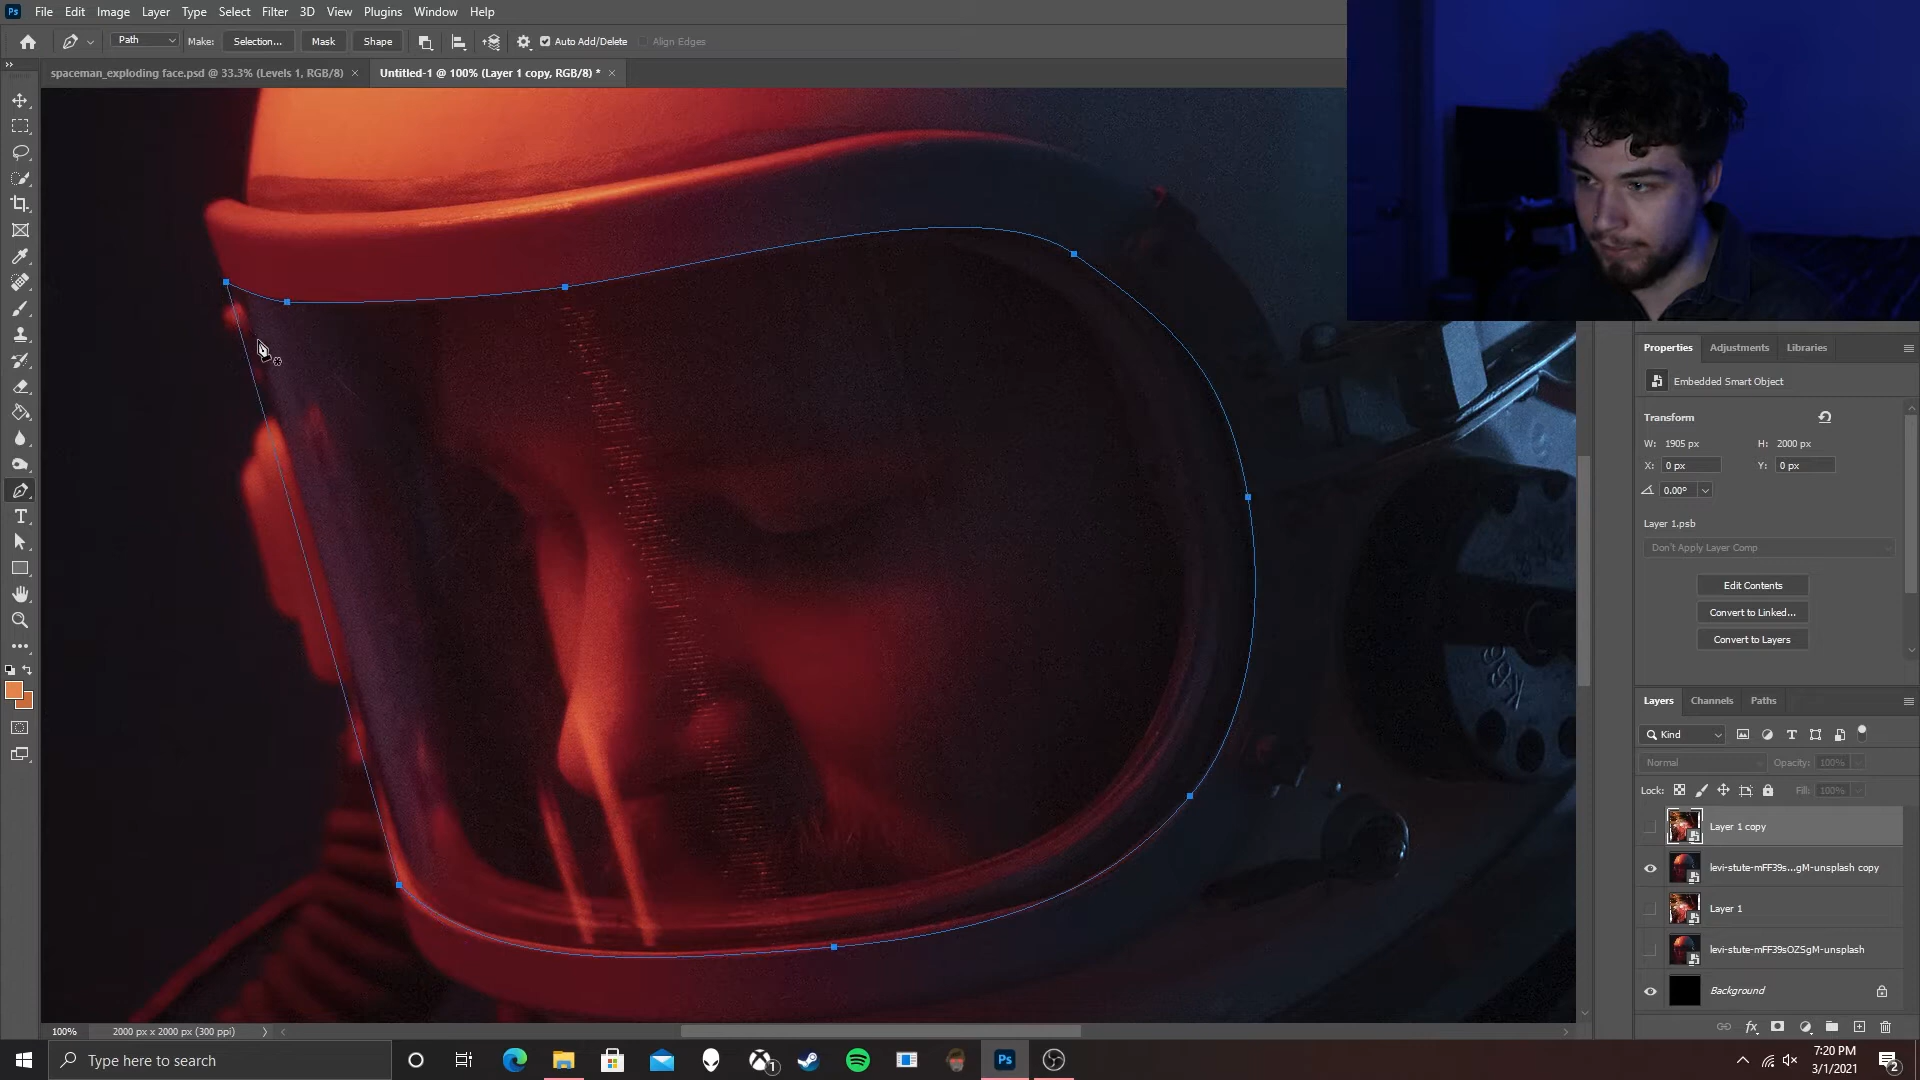 Ps File Edit Image Layer Type Select Filter 3D View Plugins Window Help
Path Make: Selection... Mask Shape Auto Add/Delete Align Edges
spaceman_exploding face.psd @ 33.3% (Levels 1, RGB/8) × Untitled-1 @ 100% (Layer 1 copy, RGB/8) * ×
Properties Adjustments Libraries
Embedded Smart Object
Transform
W: 1905 px H: 2000 px
X: 0 px Y: 0 px
0.00°
Layer 1.psb
Don't Apply Layer Comp
Edit Contents
Convert to Linked...
Convert to Layers
Layers Channels Paths
Kind
Normal Opacity: 100%
Lock: Fill: 100%
Layer 1 copy
levi-stute-mFF39s...gM-unsplash copy
Layer 1
levi-stute-mFF39sOZSgM-unsplash
Background
100% 2000 px x 2000 px (300 ppi)
Type here to search
1
Ps
7:20 PM
3/1/2021
2